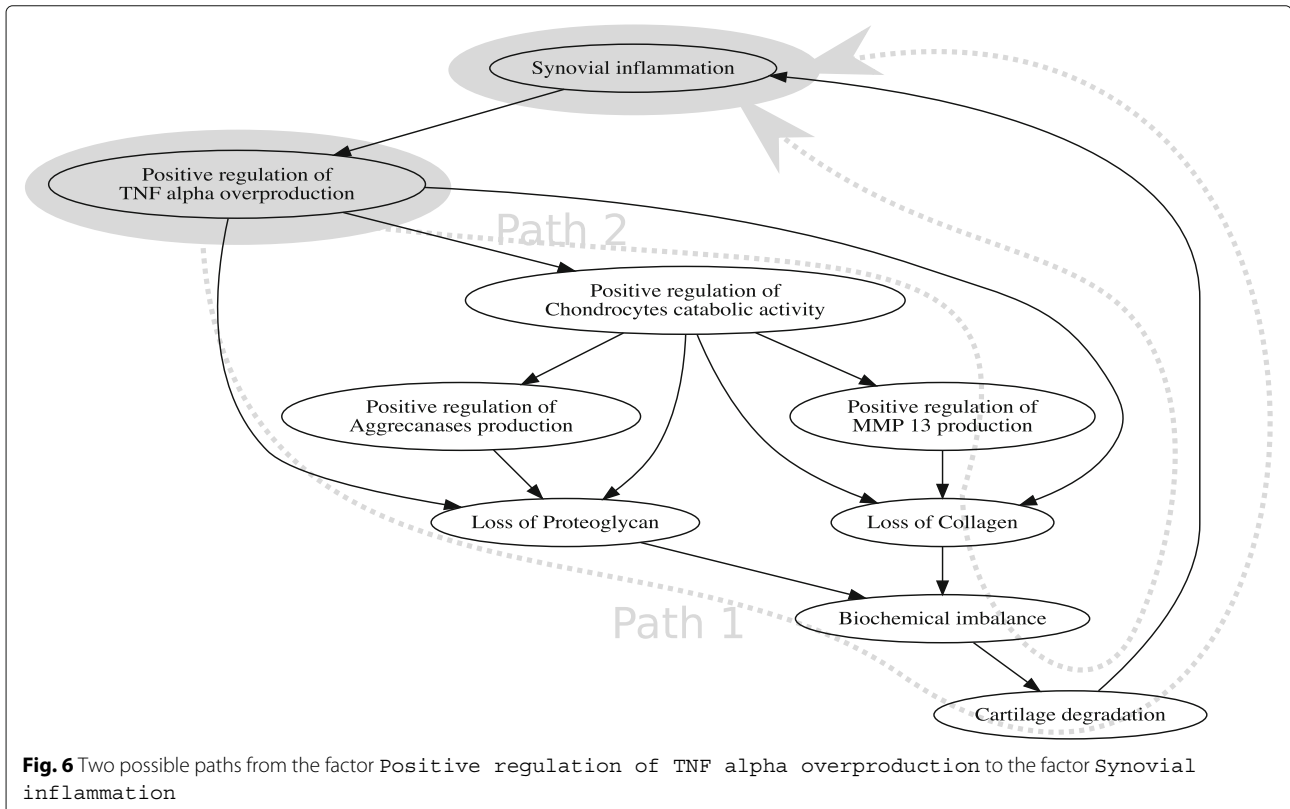 Synovial inflammation
Positive regulation of
TNF alpha overproduction
Path 2
Positive regulation of
Chondrocytes catabolic activity
Positive regulation of
Aggrecanases production
Positive regulation of
MMP 13 production
Loss of Proteoglycan
Loss of Collagen
Path 1
Biochemical imbalance
Cartilage degradation
Fig. 6 Two possible paths from the factor Positive regulation of TNF alpha overproduction to the factor Synovial
inflammation